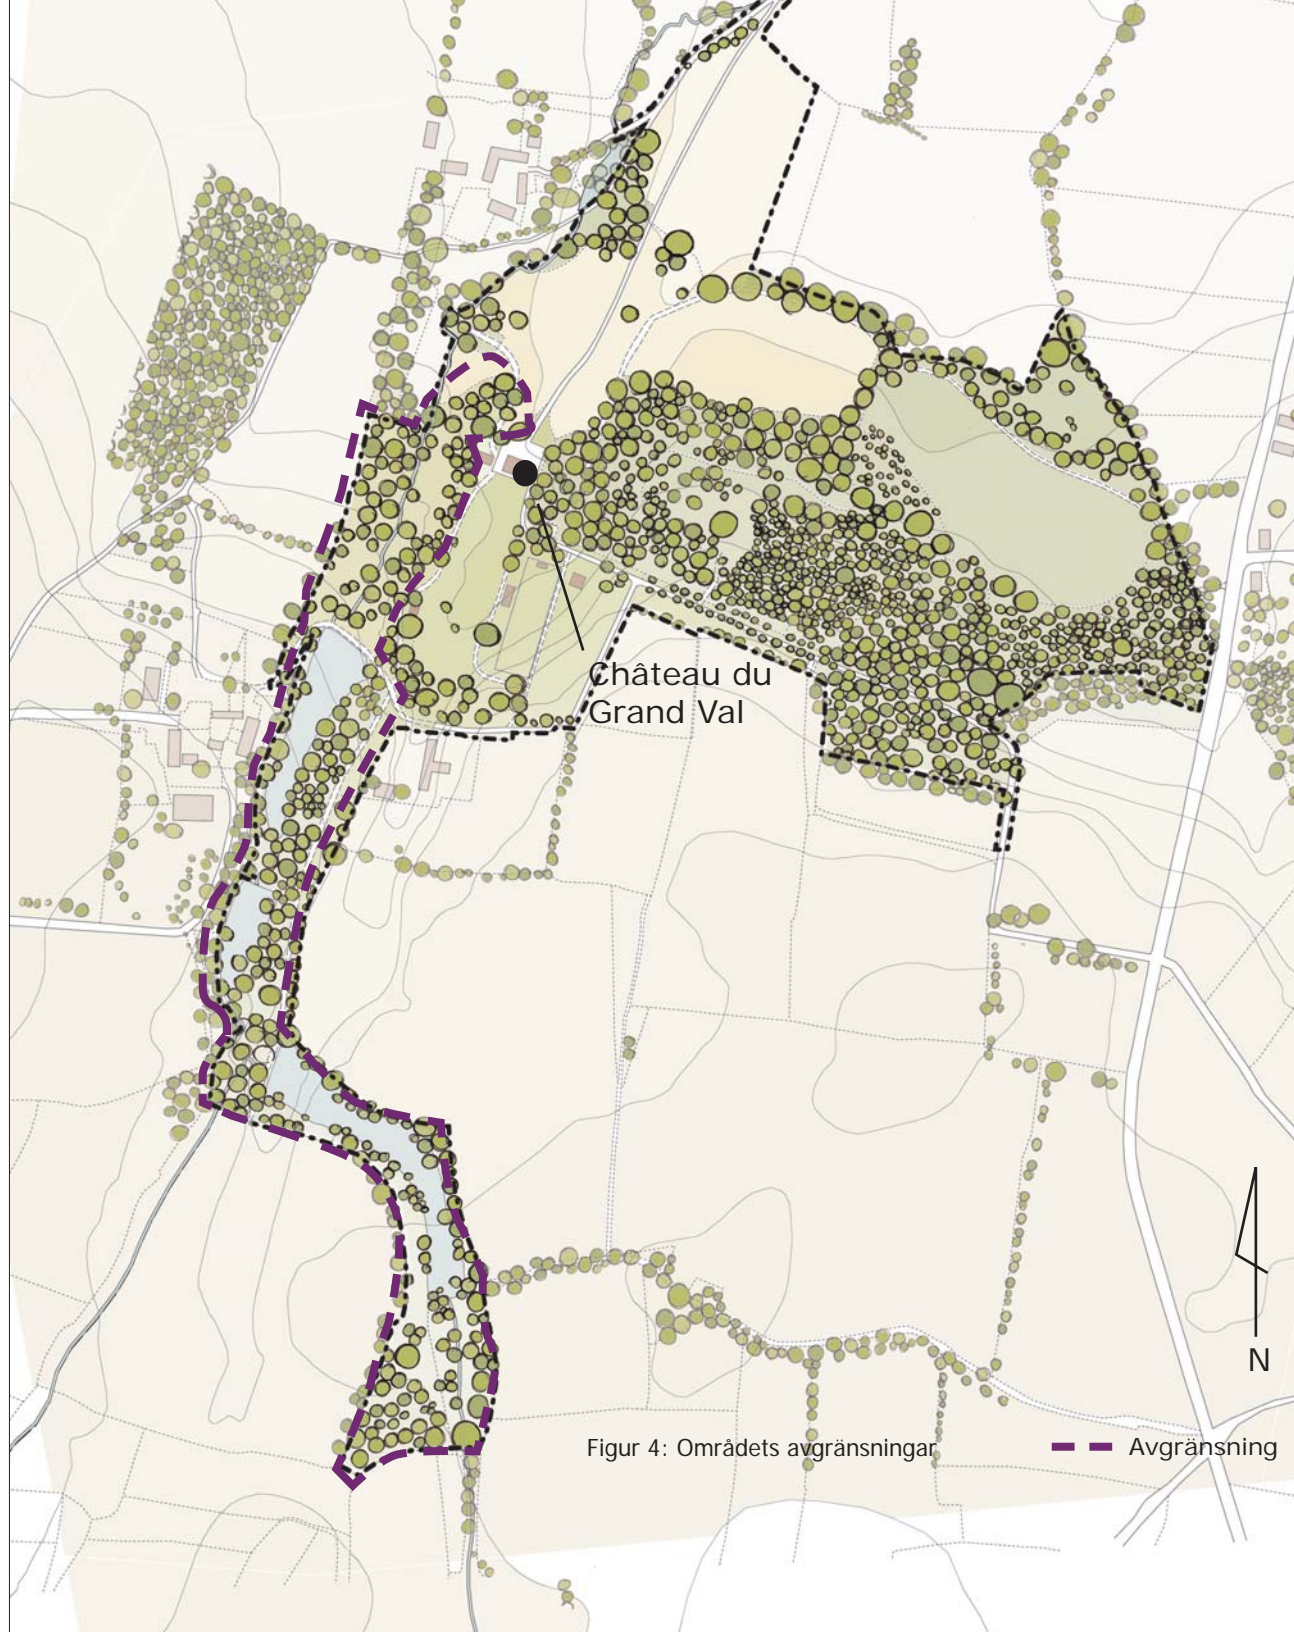 Château du
Grand Val
N
Figur 4: Områdets avgränsningar
Avgränsning